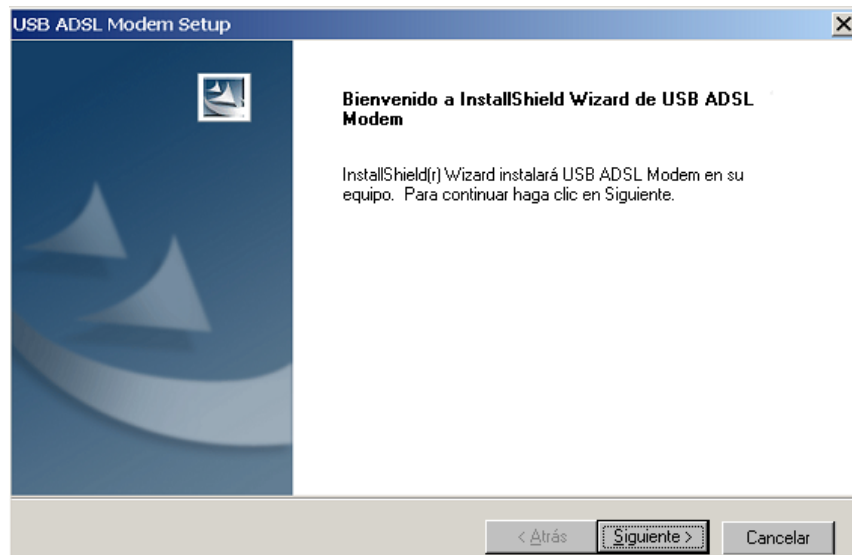 USB ADSL Modem Setup
Bienvenido a InstallShield Wizard de USB ADSL
Modem
InstallShield(r) Wizard instalará USB ADSL Modem en su
equipo. Para continuar haga clic en Siguiente.
< Atrás Siguiente > Cancelar